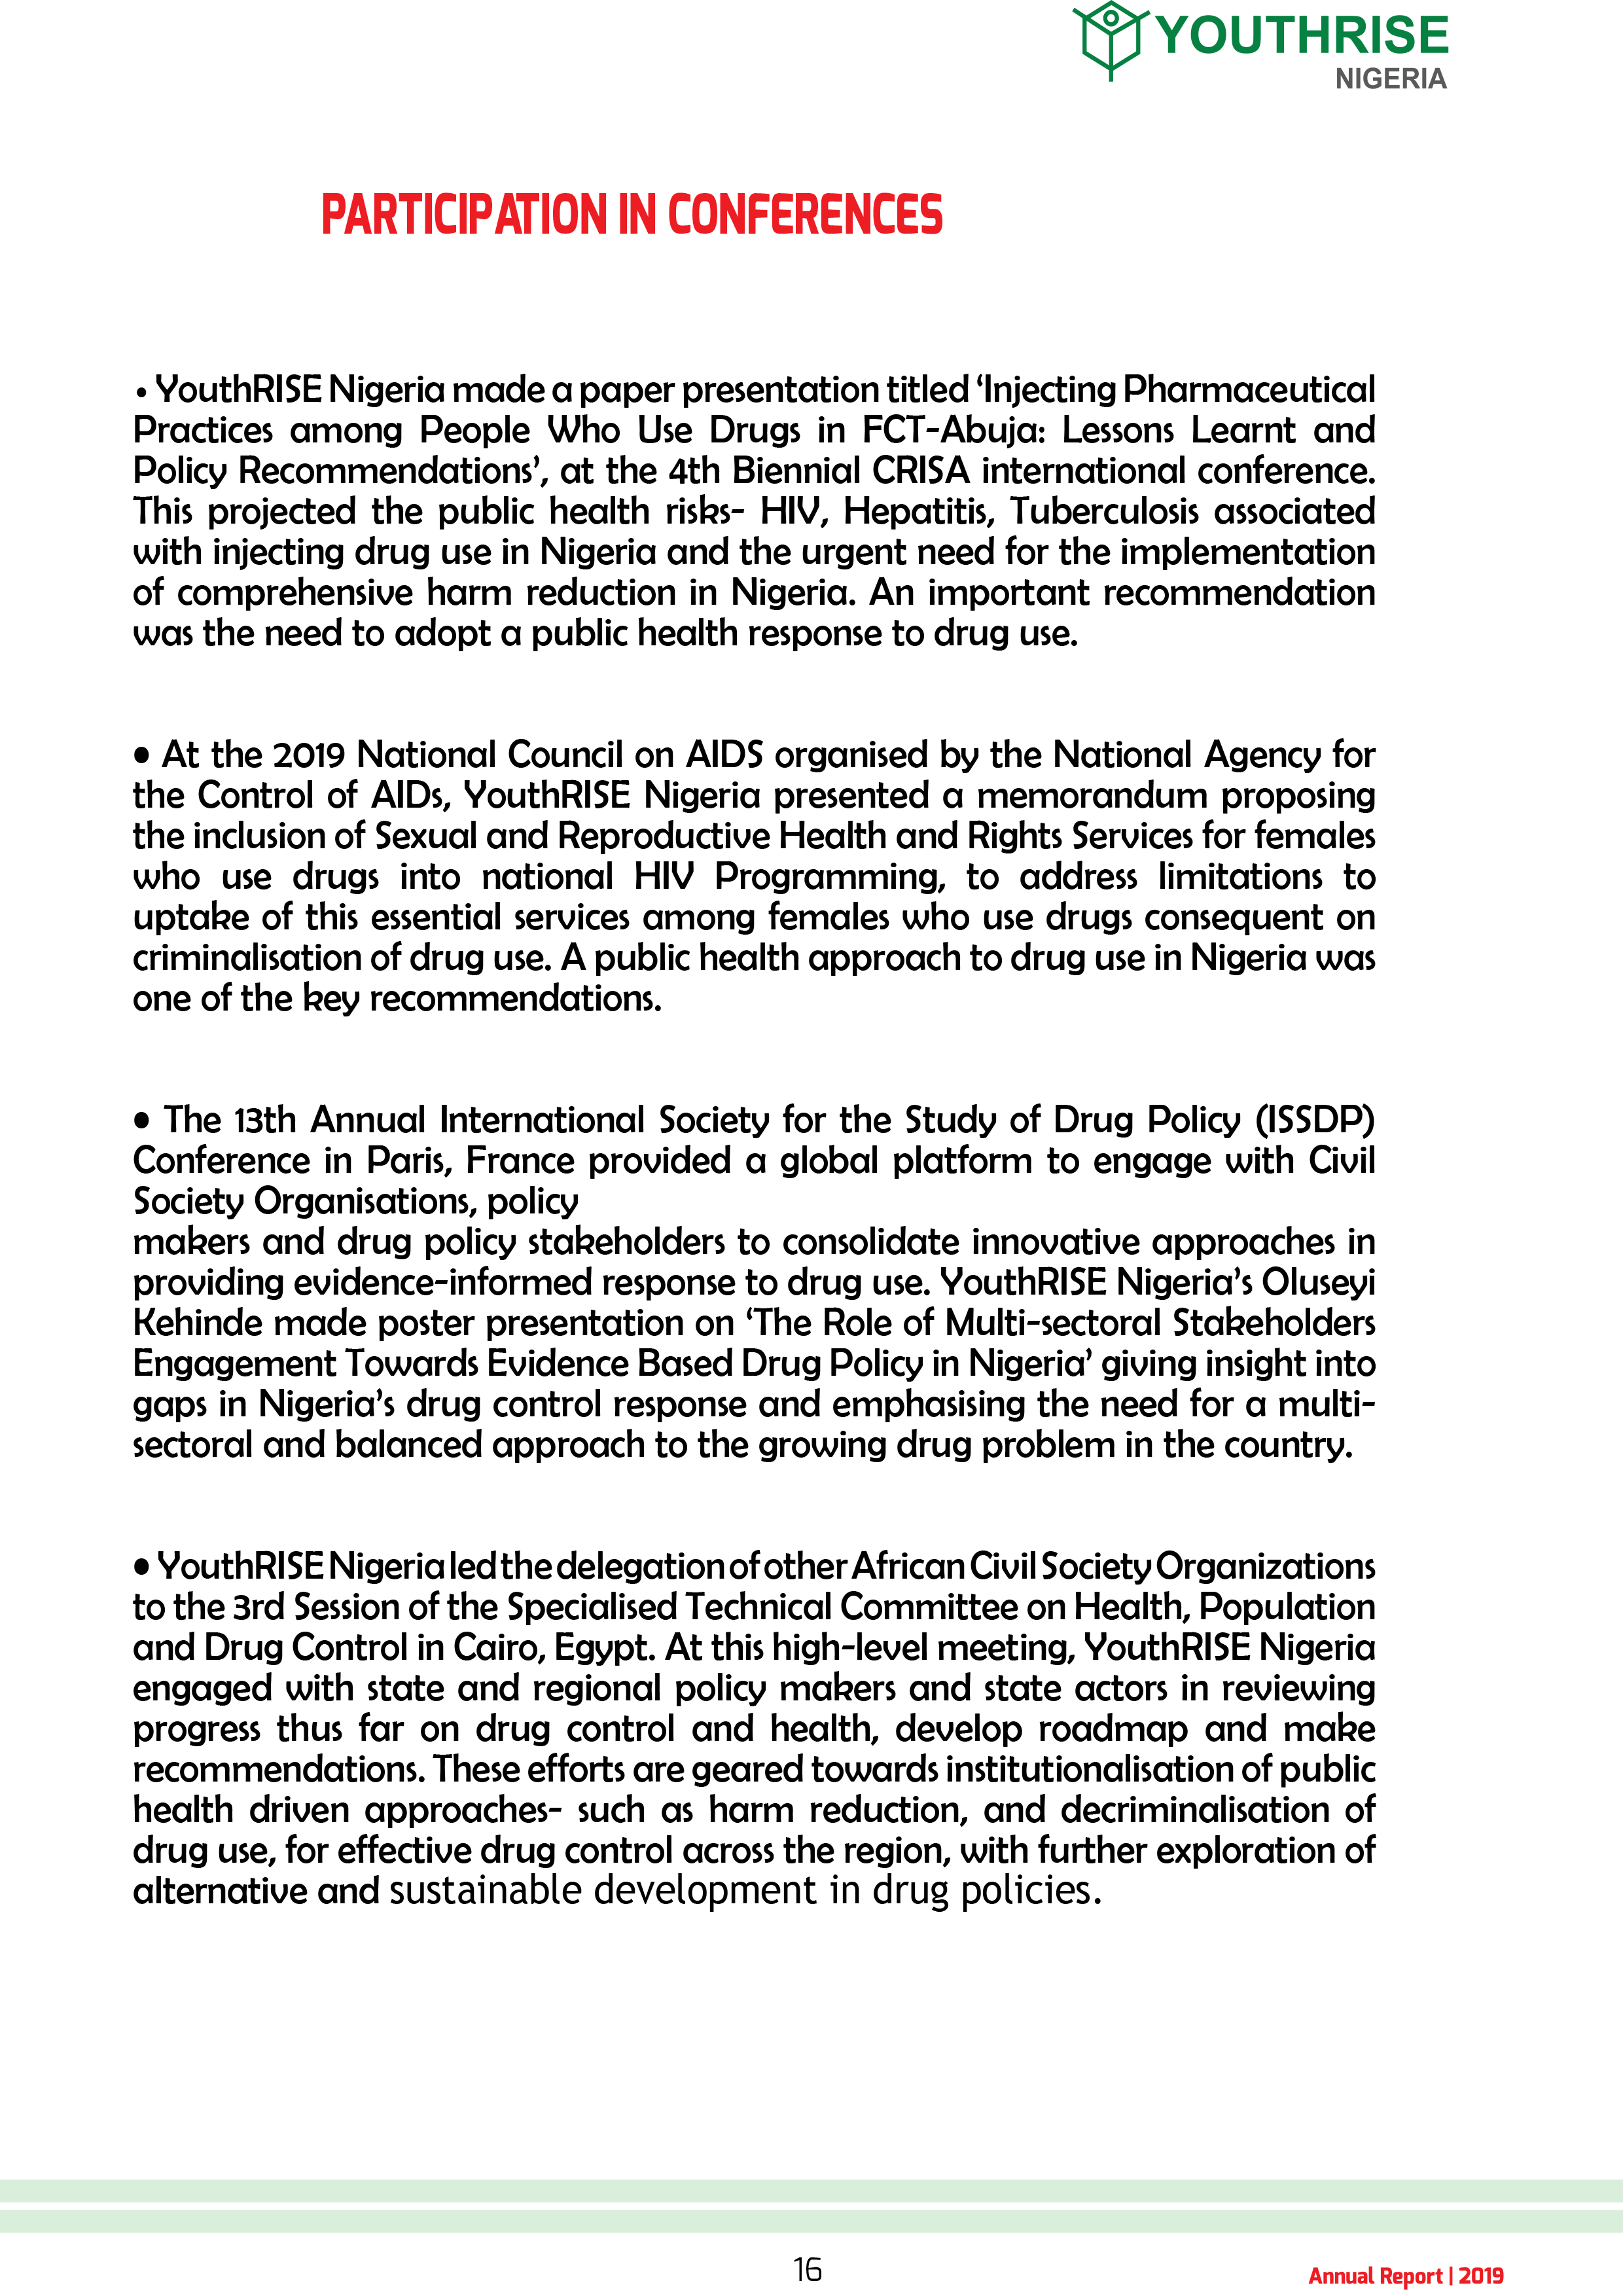 YOUTHRISE
NIGERIA
PARTICIPATION IN CONFERENCES
• YouthRISE Nigeria made a paper presentation titled ‘Injecting Pharmaceutical
Practices among People Who Use Drugs in FCT-Abuja: Lessons Learnt and
Policy Recommendations’, at the 4th Biennial CRISA international conference.
This projected the public health risks- HIV, Hepatitis, Tuberculosis associated
with injecting drug use in Nigeria and the urgent need for the implementation
of comprehensive harm reduction in Nigeria. An important recommendation
was the need to adopt a public health response to drug use.
• At the 2019 National Council on AIDS organised by the National Agency for
the Control of AIDs, YouthRISE Nigeria presented a memorandum proposing
the inclusion of Sexual and Reproductive Health and Rights Services for females
who use drugs into national HIV Programming, to address limitations to
uptake of this essential services among females who use drugs consequent on
criminalisation of drug use. A public health approach to drug use in Nigeria was
one of the key recommendations.
• The 13th Annual International Society for the Study of Drug Policy (ISSDP)
Conference in Paris, France provided a global platform to engage with Civil
Society Organisations, policy
makers and drug policy stakeholders to consolidate innovative approaches in
providing evidence-informed response to drug use. YouthRISE Nigeria’s Oluseyi
Kehinde made poster presentation on ‘The Role of Multi-sectoral Stakeholders
Engagement Towards Evidence Based Drug Policy in Nigeria’ giving insight into
gaps in Nigeria’s drug control response and emphasising the need for a multi-
sectoral and balanced approach to the growing drug problem in the country.
• YouthRISE Nigeria led the delegation of other African Civil Society Organizations
to the 3rd Session of the Specialised Technical Committee on Health, Population
and Drug Control in Cairo, Egypt. At this high-level meeting, YouthRISE Nigeria
engaged with state and regional policy makers and state actors in reviewing
progress thus far on drug control and health, develop roadmap and make
recommendations. These efforts are geared towards institutionalisation of public
health driven approaches- such as harm reduction, and decriminalisation of
drug use, for effective drug control across the region, with further exploration of
alternative and sustainable development in drug policies.
16
Annual Report | 2019